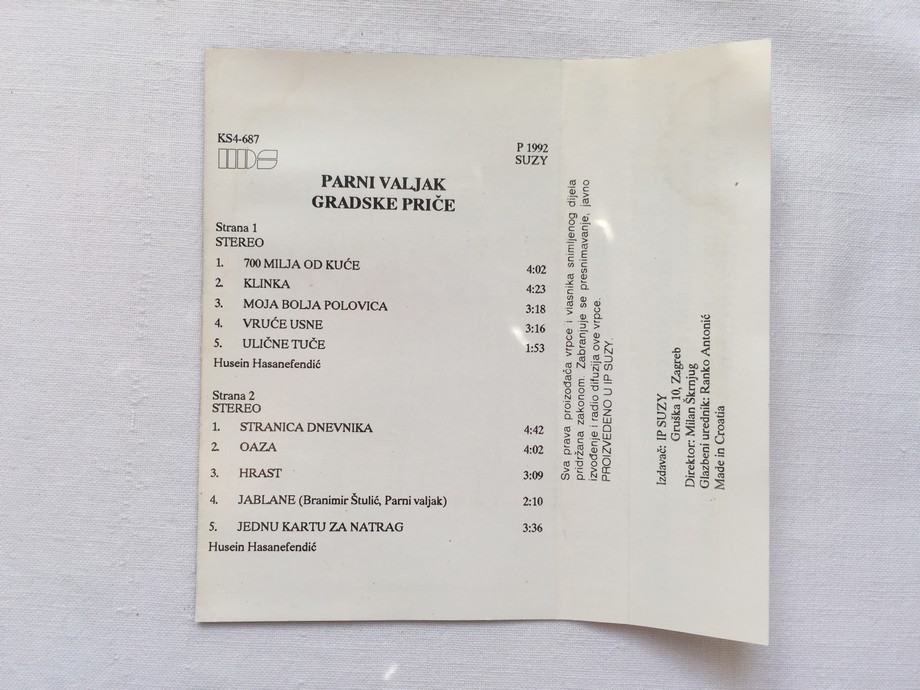 KS4-687
MDS
P 1992
SUZY
PARNI VALJAK
GRADSKE PRIČE
Strana 1
STEREO
1. 700 MILJA OD KUĆE 4:02
2. KLINKA 4:23
3. MOJA BOLJA POLOVICA 3:18
4. VRUĆE USNE 3:16
5. ULIČNE TUČE 1:53
Husein Hasanefendić
Strana 2
STEREO
1. STRANICA DNEVNIKA 4:42
2. OAZA 4:02
3. HRAST 3:09
4. JABLANE (Branimir Štulić, Parni valjak) 2:10
5. JEDNU KARTU ZA NATRAG 3:36
Husein Hasanefendić
Sva prava proizođača vrpce i vlasnika snimljenog dijela
pridržana zakonom. Zabranjuje se presnimavanje, javno
izvođenje i radio difuzija ove vrpce.
PROIZVEDENO U IP SUZY.
Izdavač: IP SUZY
Gruška 10, Zagreb
Direktor: Milan Škrnjug
Glazbeni urednik: Ranko Antonić
Made in Croatia